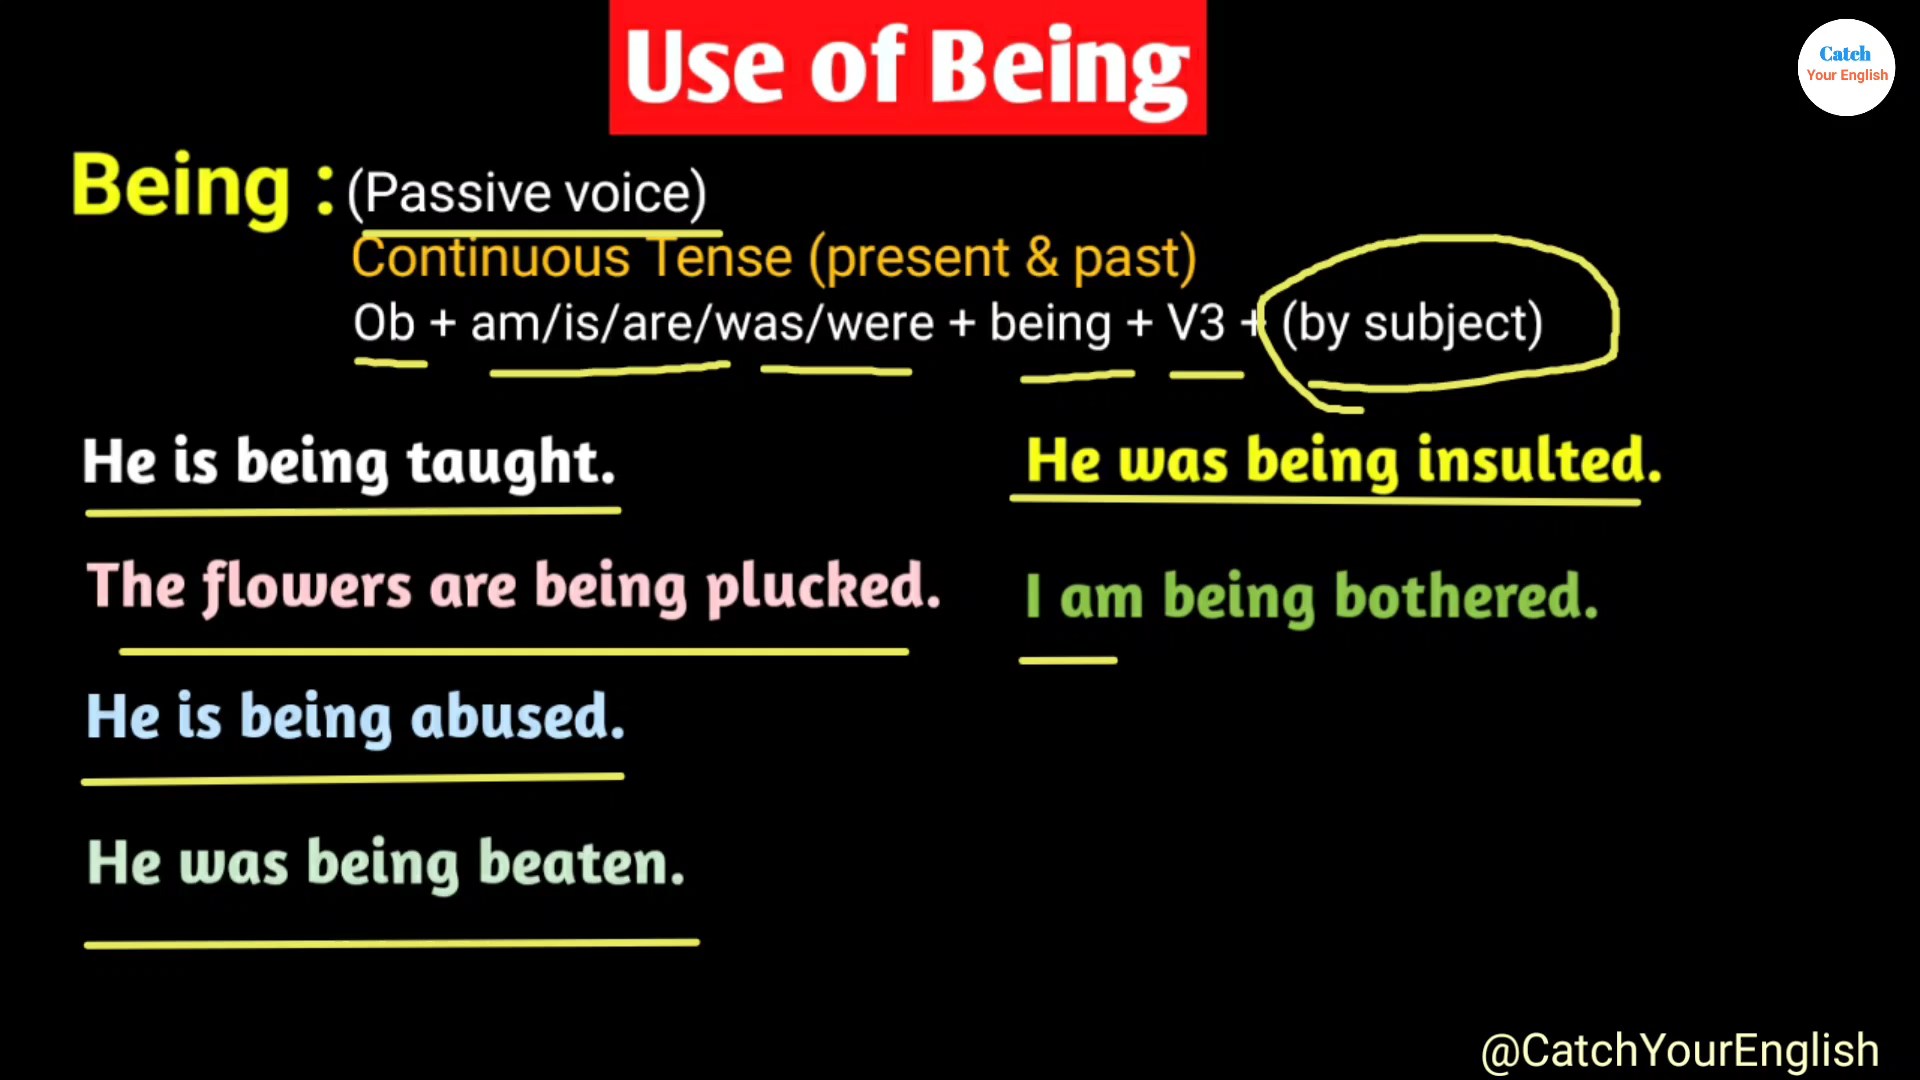 Use of Being
Catch
Your English
Being : (Passive voice)
Continuous Tense (present & past)
Ob + am/is/are/was/were + being + V3 + (by subject)
He is being taught.
He was being insulted.
The flowers are being plucked.
I am being bothered.
He is being abused.
He was being beaten.
@CatchYourEnglish